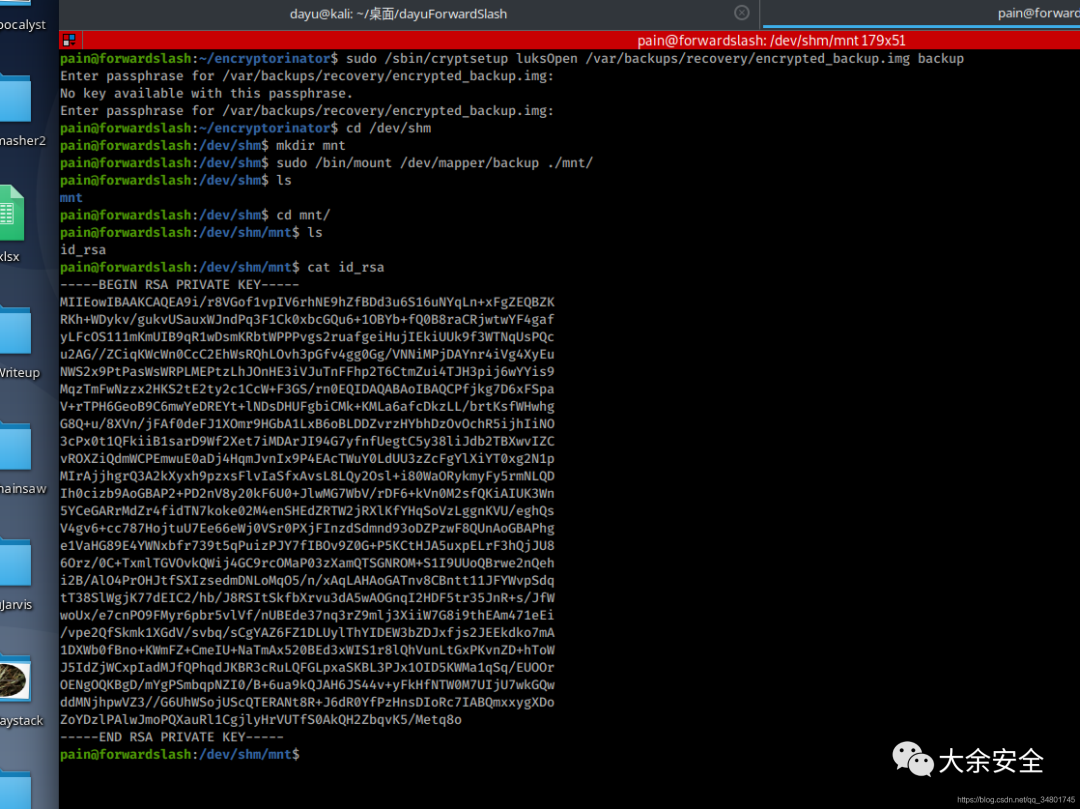 dayu@kali: ~/桌面/dayuForwardSlash
pain@forward
pain@forwardslash: /dev/shm/mnt 179x51
pocalyst
masher2
xlsx
Writeup
hainsaw
Jarvis
aystack
pain@forwardslash:~/encryptorinator$ sudo /sbin/cryptsetup luksOpen /var/backups/recovery/encrypted_backup.img backup
Enter passphrase for /var/backups/recovery/encrypted_backup.img:
No key available with this passphrase.
Enter passphrase for /var/backups/recovery/encrypted_backup.img:
pain@forwardslash:~/encryptorinator$ cd /dev/shm
pain@forwardslash:/dev/shm$ mkdir mnt
pain@forwardslash:/dev/shm$ sudo /bin/mount /dev/mapper/backup ./mnt/
pain@forwardslash:/dev/shm$ ls
mnt
pain@forwardslash:/dev/shm$ cd mnt/
pain@forwardslash:/dev/shm/mnt$ ls
id_rsa
pain@forwardslash:/dev/shm/mnt$ cat id_rsa
-----BEGIN RSA PRIVATE KEY-----
MIIEowIBAAKCAQEA9i/r8VGof1vpIV6rhNE9hZfBDd3u6S16uNYqLn+xFgZEQBZK
RKh+WDykv/gukvUSauxWJndPq3F1Ck0xbcGQu6+1OBYb+fQ0B8raCRjwtwYF4gaf
yLFcOS111mKmUIB9qR1wDsmKRbtWPPPvgs2ruafgeiHujIEkiUUk9f3WTNqUsPQc
u2AG//ZCiqKWcWn0CcC2EhWsRQhLOvh3pGfv4gg0Gg/VNNiMPjDAYnr4iVg4XyEu
NWS2x9PtPasWsWRPLMEPtzLhJOnHE3iVJuTnFFhp2T6CtmZui4TJH3pij6wYYis9
MqzTmFwNzzx2HKS2tE2ty2c1CcW+F3GS/rn0EQIDAQABAoIBAQCPfjkg7D6xFSpa
V+rTPH6GeoB9C6mwYeDREYt+lNDsDHUFgbiCMk+KMLa6afcDkzLL/brtKsfWHwhg
G8Q+u/8XVn/jFAf0deFJ1XOmr9HGbA1LxB6oBLDDZvrzHYbhDzOvOchR5ijhIiNO
3cPx0t1QFkiiB1sarD9Wf2Xet7iMDArJI94G7yfnfUegtC5y38liJdb2TBXwvIZC
vROXZiQdmWCPEmwuE0aDj4HqmJvnIx9P4EAcTWuY0LdUU3zZcFgYlXiYT0xg2N1p
MIrAjjhgrQ3A2kXyxh9pzxsFlvIaSfxAvsL8LQy2Osl+i80WaORykmyFy5rmNLQD
Ih0cizb9AoGBAP2+PD2nV8y20kF6U0+JlwMG7WbV/rDF6+kVn0M2sfQKiAIUK3Wn
5YCeGARrMdZr4fidTN7koke02M4enSHEdZRTW2jRXlKfYHqSoVzLggnKVU/eghQs
V4gv6+cc787HojtuU7Ee66eWj0VSr0PXjFInzdSdmnd93oDZPzwF8QUnAoGBAPhg
e1VaHG89E4YWNxbfr739t5qPuizPJY7fIBOv9Z0G+P5KCtHJA5uxpELrF3hQjJU8
6Orz/0C+TxmlTGVOvkQWij4GC9rcOMaP03zXamQTSGNROM+S1I9UUoQBrwe2nQeh
i2B/AlO4PrOHJtfSXIzsedmDNLoMqO5/n/xAqLAHAoGATnv8CBntt11JFYWvpSdq
tT38SlWgjK77dEIC2/hb/J8RSItSkfbXrvu3dA5wAOGnqI2HDF5tr35JnR+s/JfW
woUx/e7cnPO9FMyr6pbr5vlVf/nUBEde37nq3rZ9mlj3XiiW7G8i9thEAm471eEi
/vpe2QfSkmk1XGdV/svbq/sCgYAZ6FZ1DLUylThYIDEW3bZDJxfjs2JEEkdko7mA
1DXWb0fBno+KWmFZ+CmeIU+NaTmAx520BEd3xWIS1r8lQhVunLtGxPKvnZD+hToW
J5IdZjWCxpIadMJfQPhqdJKBR3cRuLQFGLpxaSKBL3PJx1OID5KWMa1qSq/EUOOr
OENgOQKBgD/mYgPSmbqpNZI0/B+6ua9kQJAH6JS44v+yFkHfNTW0M7UIjU7wkGQw
ddMNjhpwVZ3//G6UhWSojUScQTERANt8R+J6dR0YfPzHnsDIoRc7IABQmxxygXDo
ZoYDzlPAlwJmoPQXauRl1CgjlyHrVUTfS0AkQH2ZbqvK5/Metq8o
-----END RSA PRIVATE KEY-----
pain@forwardslash:/dev/shm/mnt$
大余安全
https://blog.csdn.net/qq_34801745